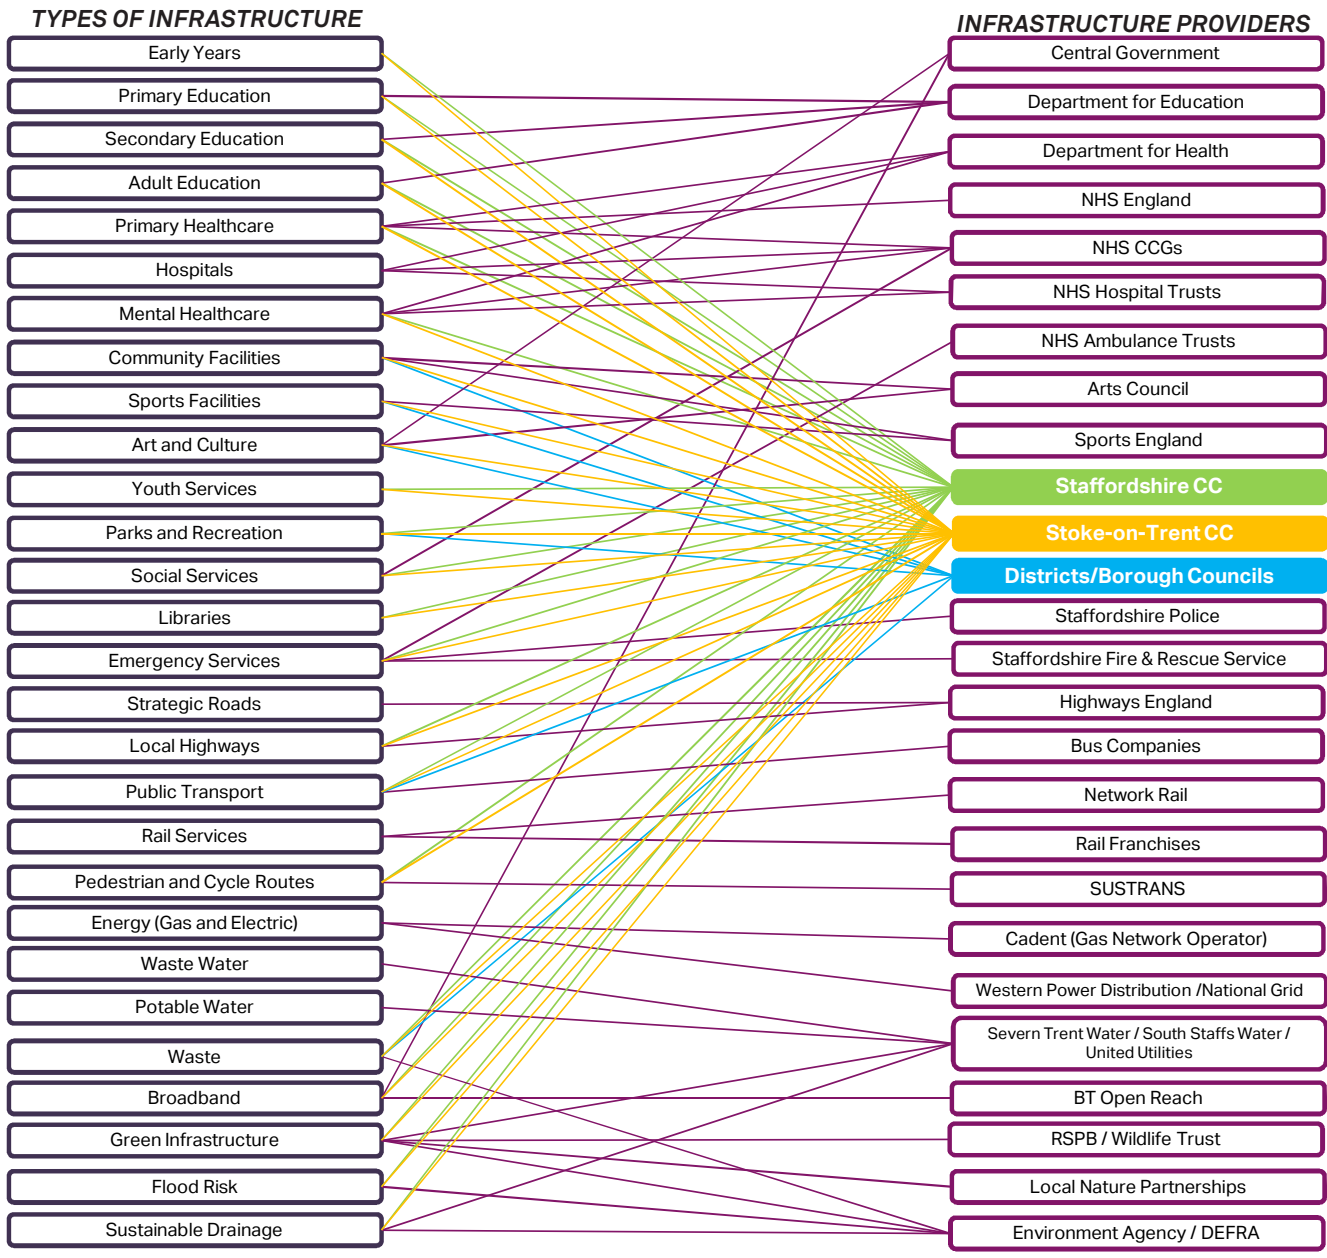 TYPES OF INFRASTRUCTURE
Early Years
Primary Education
Secondary Education
Adult Education
Primary Healthcare
Hospitals
Mental Healthcare
Community Facilities
Sports Facilities
Art and Culture
Youth Services
Parks and Recreation
Social Services
Libraries
Emergency Services
Strategic Roads
Local Highways
Public Transport
Rail Services
Pedestrian and Cycle Routes
Energy (Gas and Electric)
Waste Water
Potable Water
Waste
Broadband
Green Infrastructure
Flood Risk
Sustainable Drainage
INFRASTRUCTURE PROVIDERS
Central Government
Department for Education
Department for Health
NHS England
NHS CCGs
NHS Hospital Trusts
NHS Ambulance Trusts
Arts Council
Sports England
Staffordshire CC
Stoke-on-Trent CC
Districts/Borough Councils
Staffordshire Police
Staffordshire Fire & Rescue Service
Highways England
Bus Companies
Network Rail
Rail Franchises
SUSTRANS
Cadent (Gas Network Operator)
Western Power Distribution /National Grid
Severn Trent Water / South Staffs Water /
United Utilities
BT Open Reach
RSPB / Wildlife Trust
Local Nature Partnerships
Environment Agency / DEFRA